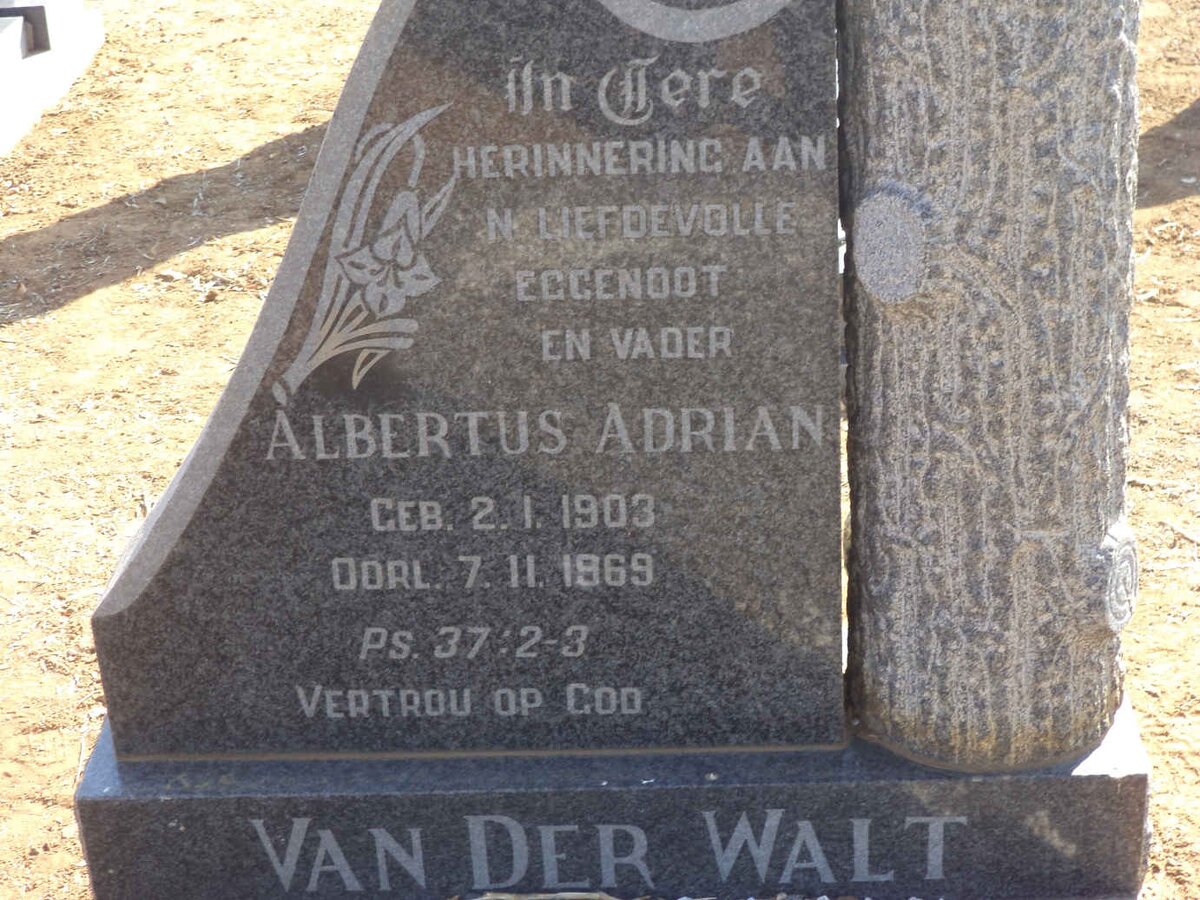 In Tere
HERINNERING AAN
N LIEFDEVOLLE
EGGENOOT
EN VADER
ALBERTUS ADRIAN
GEB. 2. 1. 1903
OORL. 7. 11. 1969
PS. 37:2-3
VERTROU OP GOD
VAN DER WALT